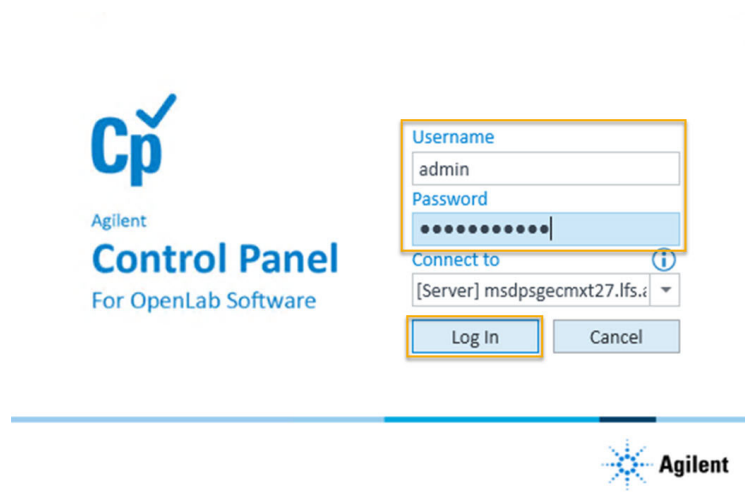 Cp
Agilent
Control Panel
For OpenLab Software
Username
admin
Password
Connect to
[Server] msdpsgecmxt27.lfs.
Log In
Cancel
Agilent